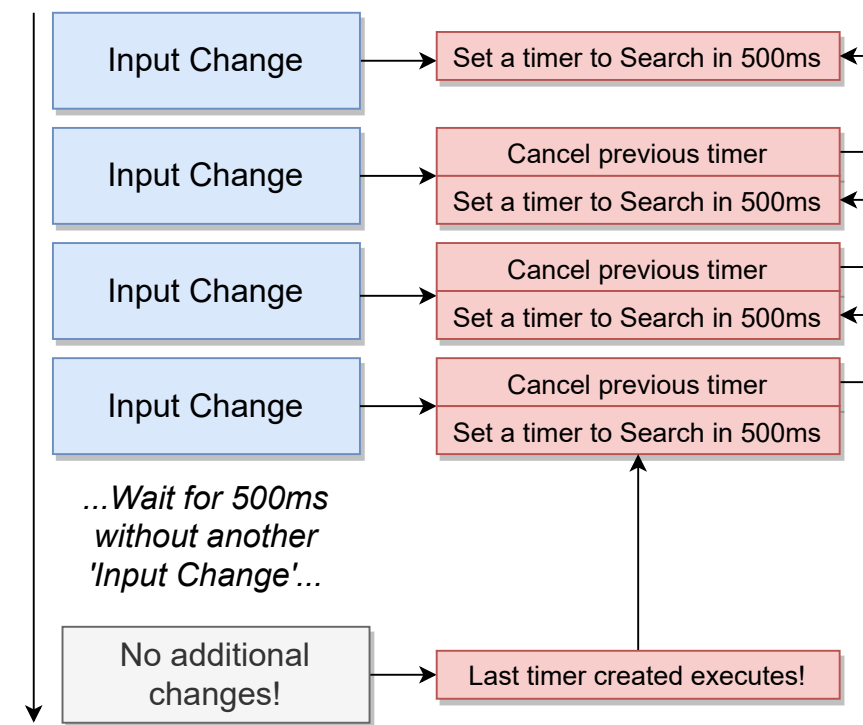 Input Change
Set a timer to Search in 500ms
Input Change
Cancel previous timer
Set a timer to Search in 500ms
Input Change
Cancel previous timer
Set a timer to Search in 500ms
Input Change
Cancel previous timer
Set a timer to Search in 500ms
...Wait for 500ms
without another
'Input Change'...
No additional
changes!
Last timer created executes!